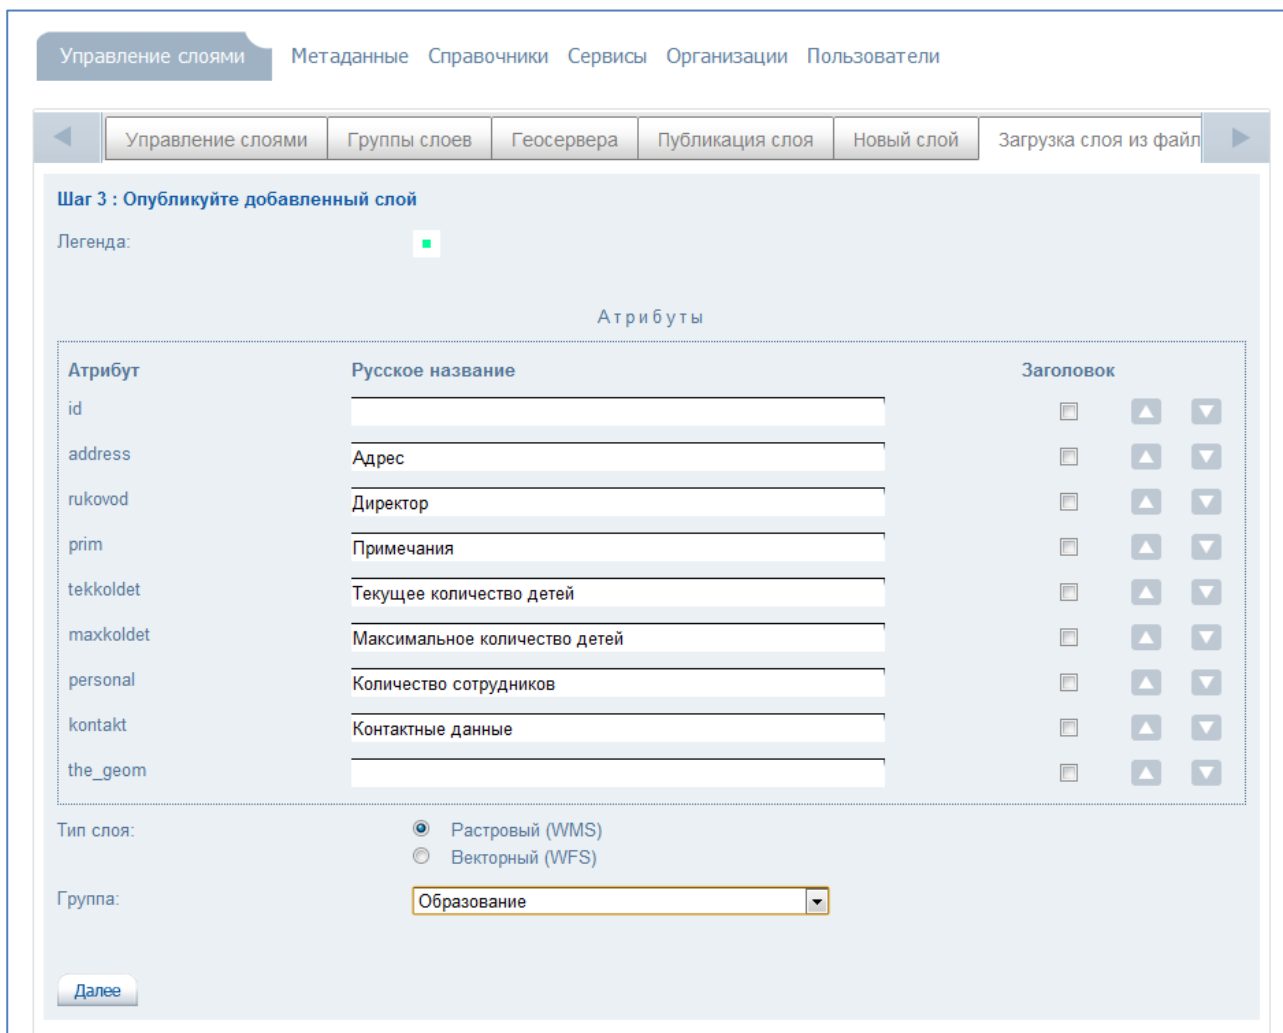 Управление слоями Метаданные Справочники Сервисы Организации Пользователи
Управление слоями Группы слоев Геосервера Публикация слоя Новый слой Загрузка слоя из файл
Шаг 3 : Опубликуйте добавленный слой
Легенда:
Атрибуты
Атрибут Русское название Заголовок
id
address Адрес
rukovod Директор
prim Примечания
tekkoldet Текущее количество детей
maxkoldet Максимальное количество детей
personal Количество сотрудников
kontakt Контактные данные
the_geom
Тип слоя: Растровый (WMS)
Векторный (WFS)
Группа: Образование
Далее